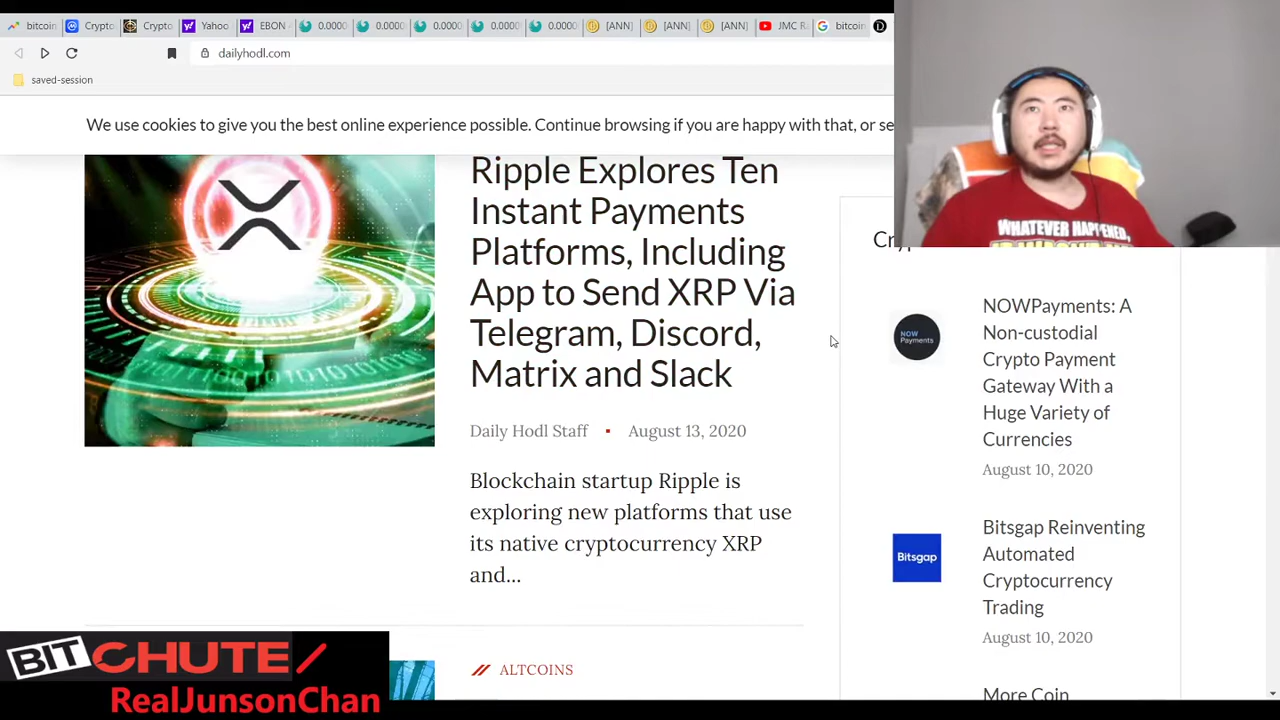 bitcoin
Crypto
Crypto
Yahoo
EBON
0.0000
0.0000
0.0000
0.0000
0.0000
[ANN]
[ANN]
[ANN]
JMC R
bitcoin
dailyhodl.com
saved-session
We use cookies to give you the best online experience possible. Continue browsing if you are happy with that, or se
Ripple Explores Ten
Instant Payments
Platforms, Including
App to Send XRP Via
Telegram, Discord,
Matrix and Slack
Daily Hodl Staff ▪ August 13, 2020
Blockchain startup Ripple is
exploring new platforms that use
its native cryptocurrency XRP
and...
ALTCOINS
WHATEVER HAPPENED,
NOW
Payments
NOWPayments: A
Non-custodial
Crypto Payment
Gateway With a
Huge Variety of
Currencies
August 10, 2020
Bitsgap
Bitsgap Reinventing
Automated
Cryptocurrency
Trading
August 10, 2020
More Coin
BITCHUTE/
RealJunsonChan